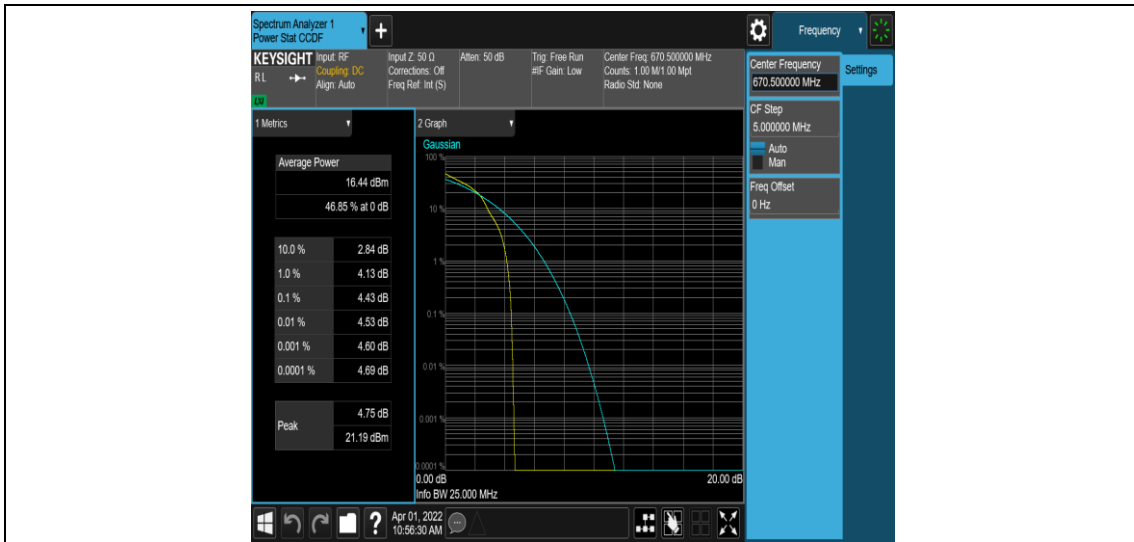 Spectrum Analyzer 1
Power Stat CCDF
+
Frequency
KEYSIGHT
RL
LXI
Input: RF
Coupling: DC
Align: Auto
Input Z: 50 Ω
Corrections: Off
Freq Ref: Int (S)
Atten: 50 dB
Trig: Free Run
#IF Gain: Low
Center Freq: 670.500000 MHz
Counts: 1.00 M/1.00 Mpt
Radio Std: None
Center Frequency
670.500000 MHz
Settings
CF Step
5.000000 MHz
Auto
Man
Freq Offset
0 Hz
1 Metrics
Average Power
16.44 dBm
46.85 % at 0 dB
10.0 % 2.84 dB
1.0 % 4.13 dB
0.1 % 4.43 dB
0.01 % 4.53 dB
0.001 % 4.60 dB
0.0001 % 4.69 dB
Peak 4.75 dB
21.19 dBm
2 Graph
Gaussian
100 %
10 %
1 %
0.1 %
0.01 %
0.001 %
0.0001 %
0.00 dB 20.00 dB
Info BW 25.000 MHz
?
Apr 01, 2022
10:56:30 AM